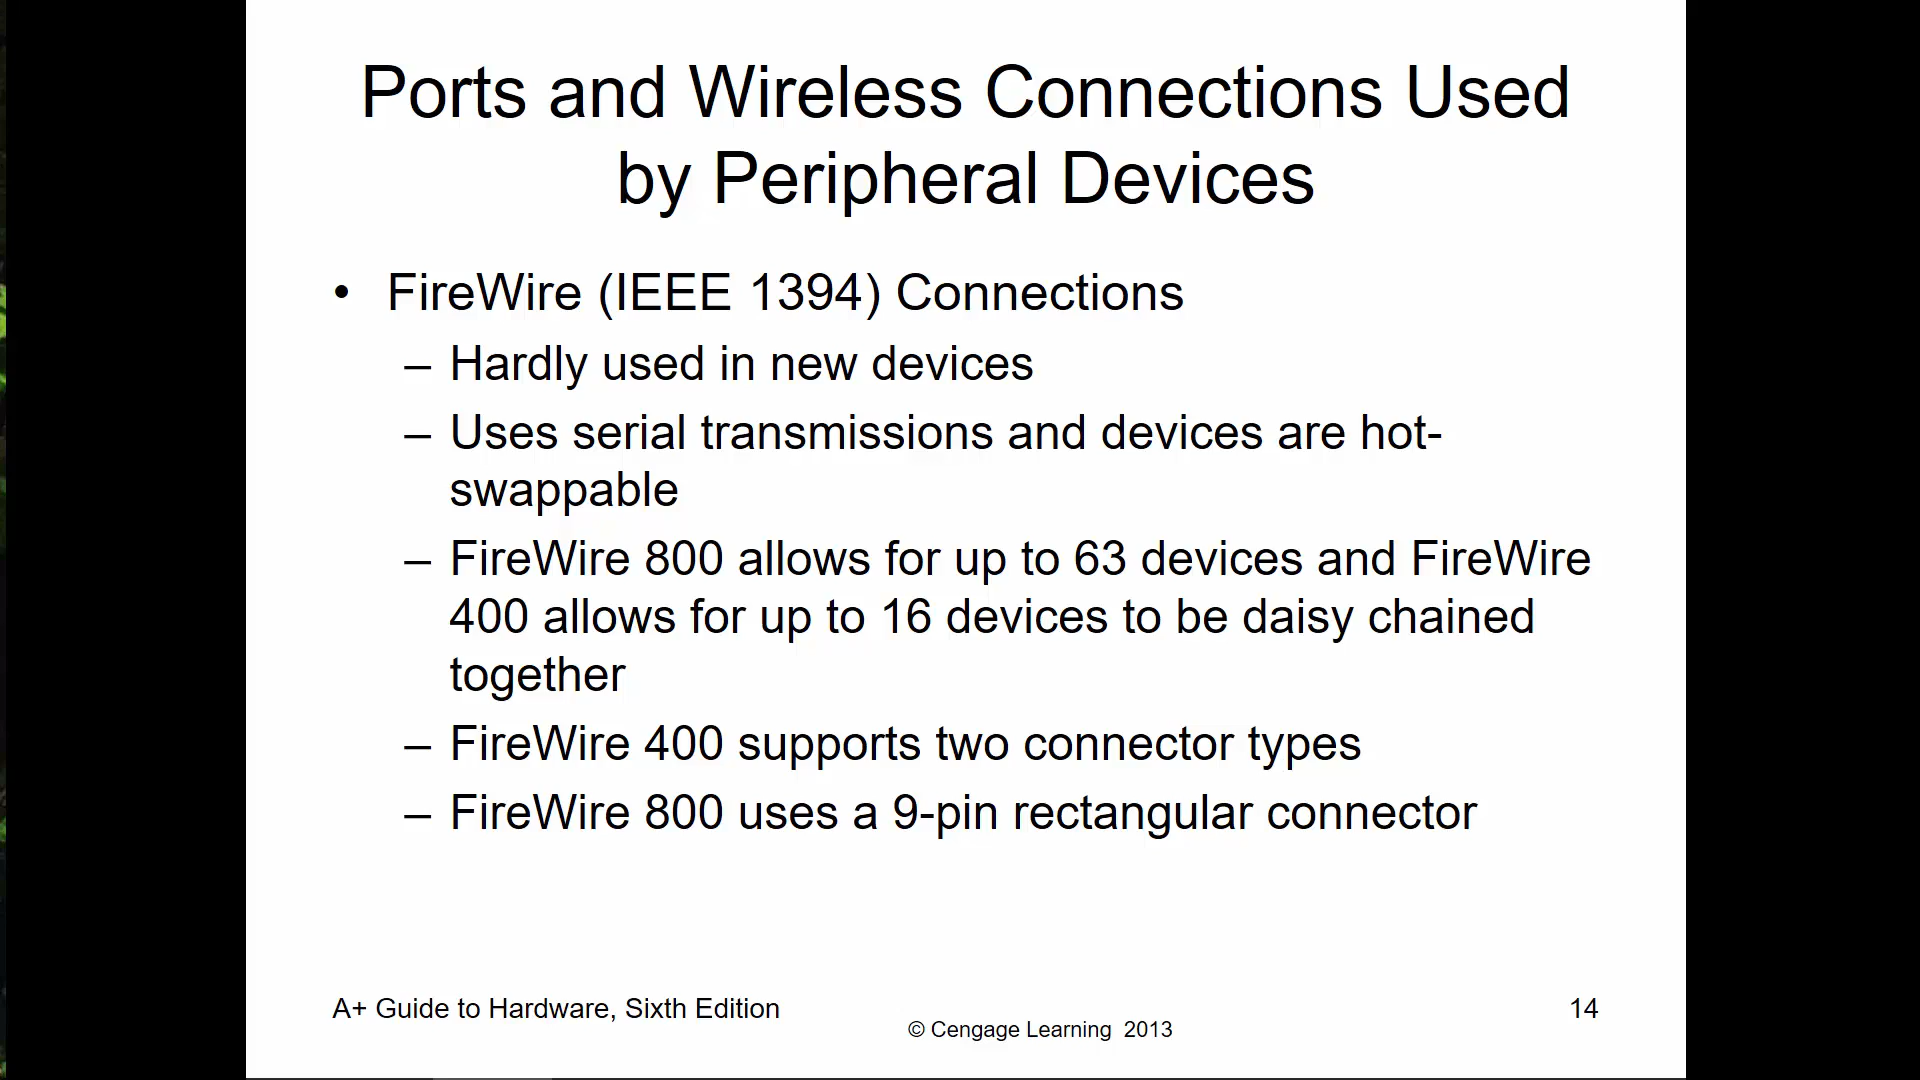 Ports and Wireless Connections Used
by Peripheral Devices
• FireWire (IEEE 1394) Connections
– Hardly used in new devices
– Uses serial transmissions and devices are hot-
swappable
– FireWire 800 allows for up to 63 devices and FireWire
400 allows for up to 16 devices to be daisy chained
together
– FireWire 400 supports two connector types
– FireWire 800 uses a 9-pin rectangular connector
A+ Guide to Hardware, Sixth Edition
© Cengage Learning 2013
14